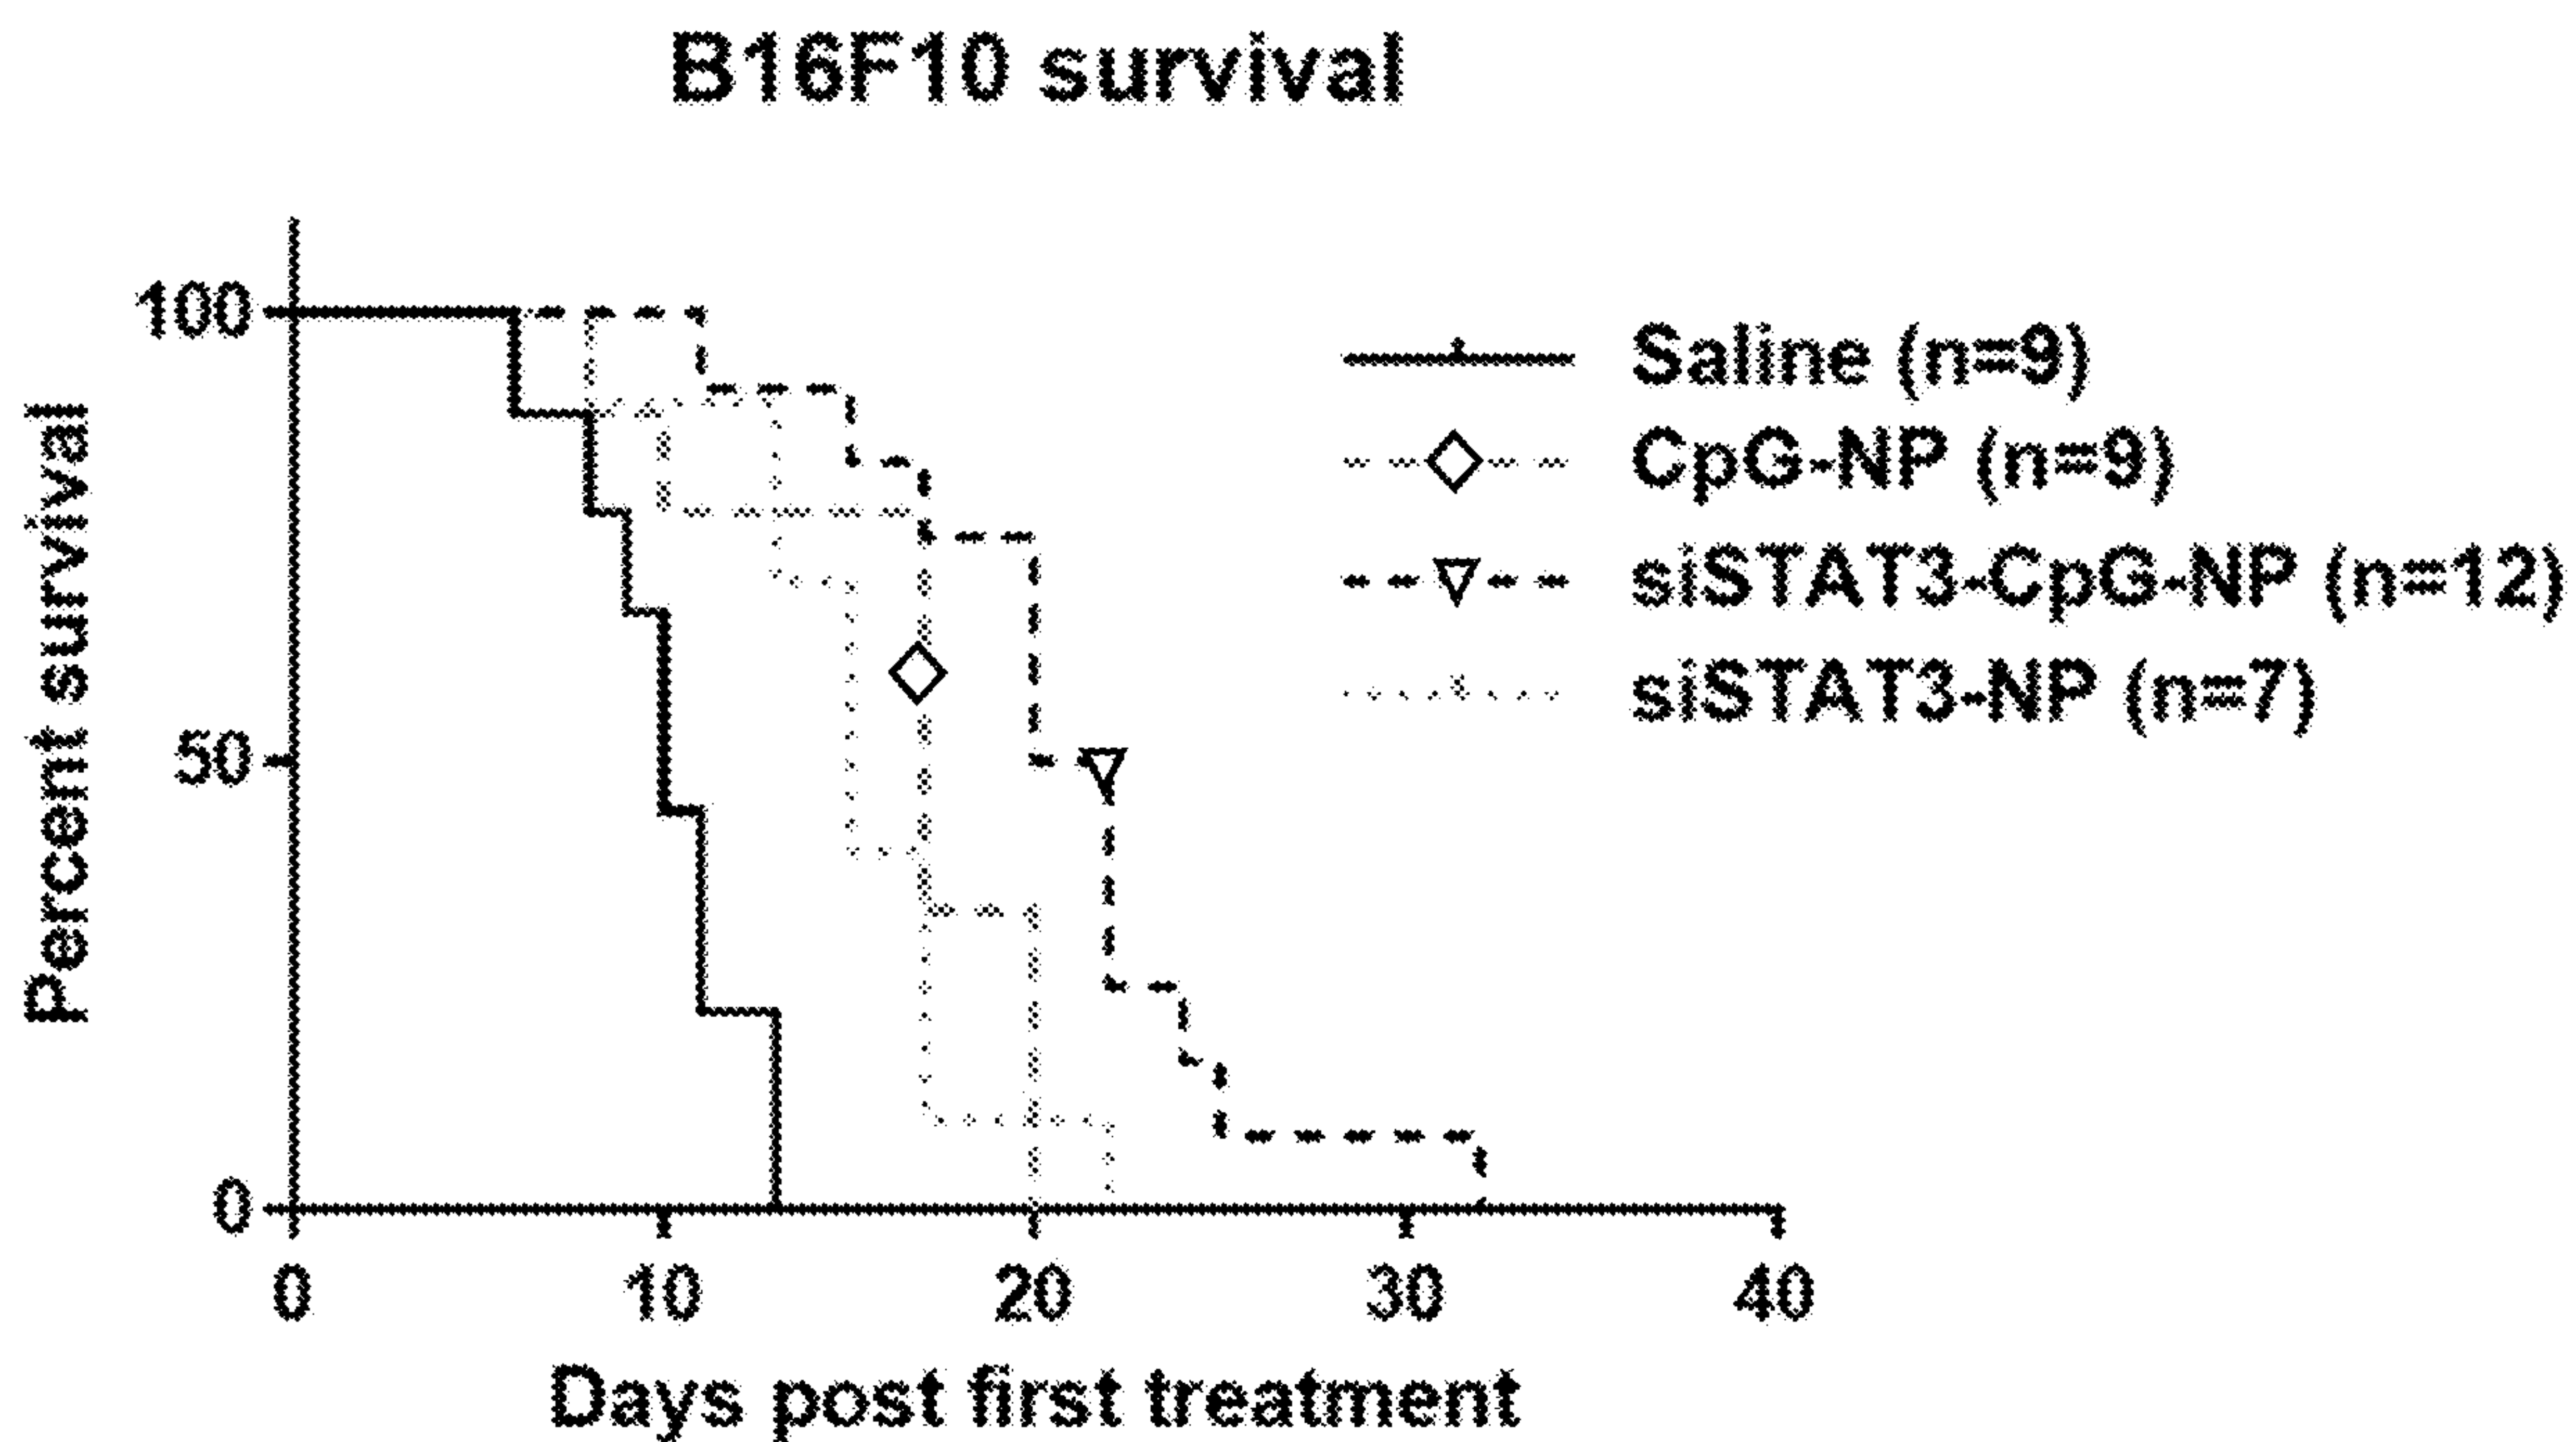 B16F10 survival
Percent survival
100
50
0
0 10 20 30 40
Days post first treatment
Saline (n=9)
CpG-NP (n=9)
siSTAT3-CpG-NP (n=12)
siSTAT3-NP (n=7)